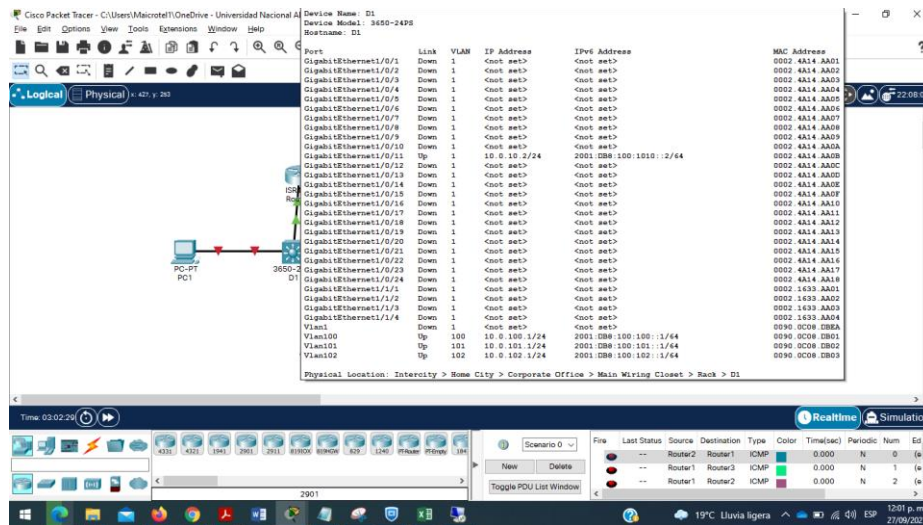 Cisco Packet Tracer - C:\Users\Maicrotel1\OneDrive - Universidad Nacional A
File Edit Options View Tools Extensions Window Help
Logical Physical x: 427, y: 293
22:08:0
Device Name: D1
Device Model: 3650-24PS
Hostname: D1
Port Link VLAN IP Address IPv6 Address MAC Address
GigabitEthernet1/0/1 Down 1 <not set> <not set> 0002.4A14.AA01
GigabitEthernet1/0/2 Down 1 <not set> <not set> 0002.4A14.AA02
GigabitEthernet1/0/3 Down 1 <not set> <not set> 0002.4A14.AA03
GigabitEthernet1/0/4 Down 1 <not set> <not set> 0002.4A14.AA04
GigabitEthernet1/0/5 Down 1 <not set> <not set> 0002.4A14.AA05
GigabitEthernet1/0/6 Down 1 <not set> <not set> 0002.4A14.AA06
GigabitEthernet1/0/7 Down 1 <not set> <not set> 0002.4A14.AA07
GigabitEthernet1/0/8 Down 1 <not set> <not set> 0002.4A14.AA08
GigabitEthernet1/0/9 Down 1 <not set> <not set> 0002.4A14.AA09
GigabitEthernet1/0/10 Down 1 <not set> <not set> 0002.4A14.AA0A
GigabitEthernet1/0/11 Up 1 10.0.10.2/24 2001:DB8:100:1010::2/64 0002.4A14.AA0B
GigabitEthernet1/0/12 Down 1 <not set> <not set> 0002.4A14.AA0C
GigabitEthernet1/0/13 Down 1 <not set> <not set> 0002.4A14.AA0D
GigabitEthernet1/0/14 Down 1 <not set> <not set> 0002.4A14.AA0E
GigabitEthernet1/0/15 Down 1 <not set> <not set> 0002.4A14.AA0F
GigabitEthernet1/0/16 Down 1 <not set> <not set> 0002.4A14.AA10
GigabitEthernet1/0/17 Down 1 <not set> <not set> 0002.4A14.AA11
GigabitEthernet1/0/18 Down 1 <not set> <not set> 0002.4A14.AA12
GigabitEthernet1/0/19 Down 1 <not set> <not set> 0002.4A14.AA13
GigabitEthernet1/0/20 Down 1 <not set> <not set> 0002.4A14.AA14
GigabitEthernet1/0/21 Down 1 <not set> <not set> 0002.4A14.AA15
GigabitEthernet1/0/22 Down 1 <not set> <not set> 0002.4A14.AA16
GigabitEthernet1/0/23 Down 1 <not set> <not set> 0002.4A14.AA17
GigabitEthernet1/0/24 Down 1 <not set> <not set> 0002.4A14.AA18
GigabitEthernet1/1/1 Down 1 <not set> <not set> 0002.1633.AA01
GigabitEthernet1/1/2 Down 1 <not set> <not set> 0002.1633.AA02
GigabitEthernet1/1/3 Down 1 <not set> <not set> 0002.1633.AA03
GigabitEthernet1/1/4 Down 1 <not set> <not set> 0002.1633.AA04
Vlan1 Down 1 <not set> <not set> 0090.0C08.DBEA
Vlan100 Up 100 10.0.100.1/24 2001:DB8:100:100::1/64 0090.0C08.DB01
Vlan101 Up 101 10.0.101.1/24 2001:DB8:100:101::1/64 0090.0C08.DB02
Vlan102 Up 102 10.0.102.1/24 2001:DB8:100:102::1/64 0090.0C08.DB03
Physical Location: Intercity > Home City > Corporate Office > Main Wiring Closet > Rack > D1
ISR
PC-PT
PC1
3650-2
D1
Time: 03:02:29
Realtime Simulatio
4331 4321 1941 2901 2911 819IOX 819HGW 829 1240 PT-Router PT-Empty 184
2901
Scenario 0
New Delete
Toggle PDU List Window
Fire Last Status Source Destination Type Color Time(sec) Periodic Num Ed
-- Router2 Router1 ICMP 0.000 N 0 (e
-- Router1 Router3 ICMP 0.000 N 1 (e
-- Router1 Router2 ICMP 0.000 N 2 (e
19°C Lluvia ligera ESP 12:01 p.m.